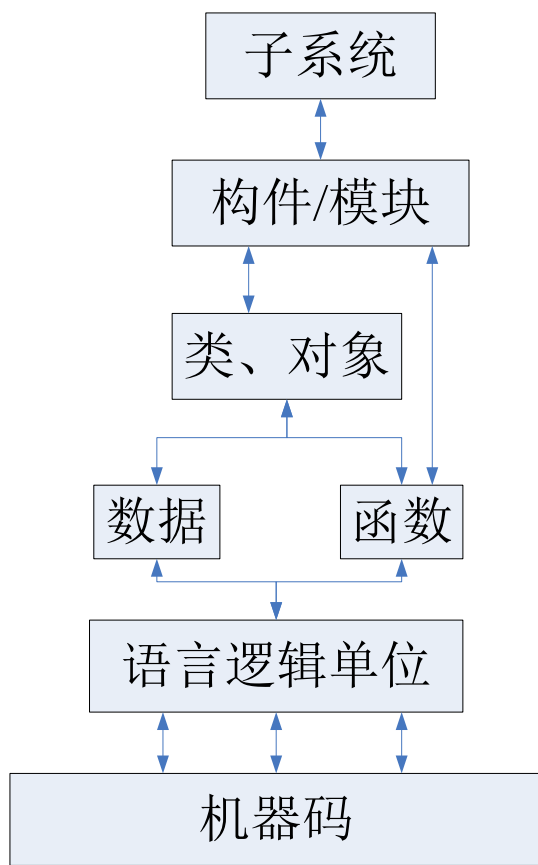 子系统
构件/模块
类、对象
数据
函数
语言逻辑单位
机器码